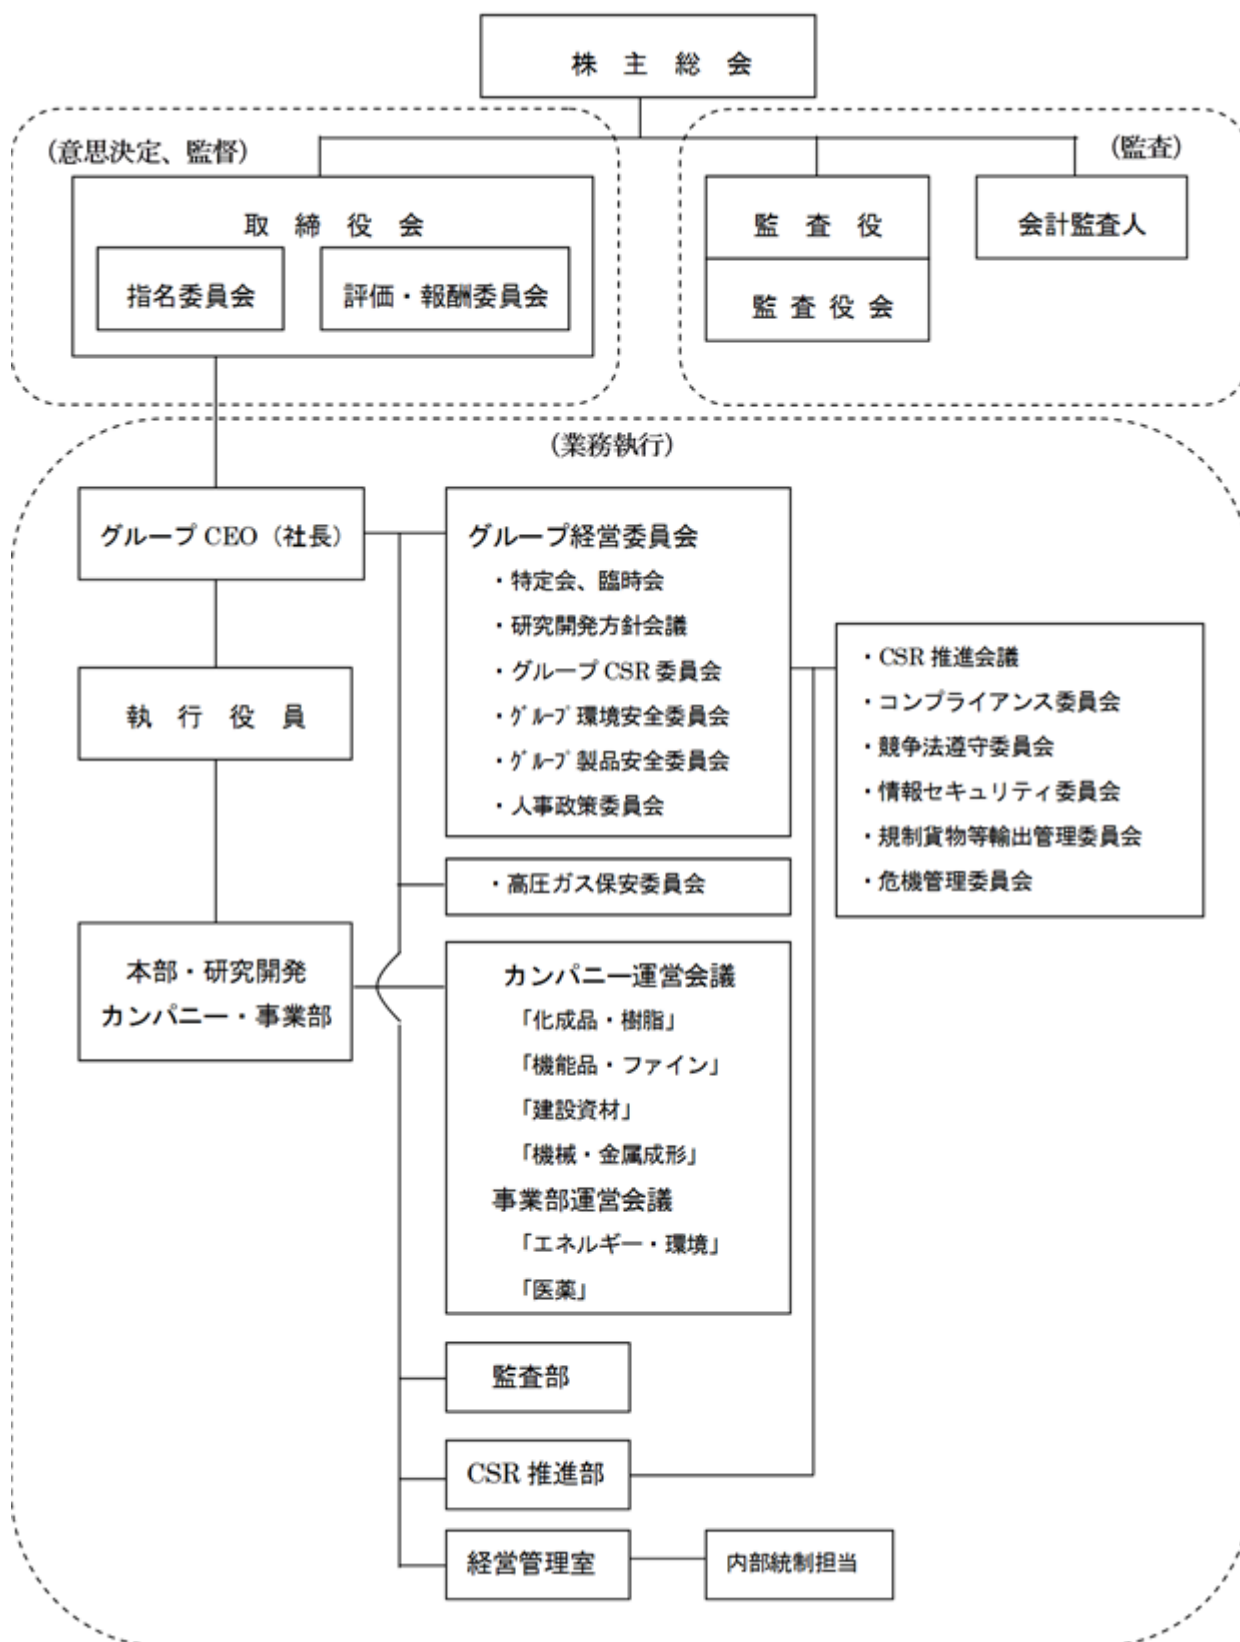 株 主 総 会
(意思決定、監督)
(監査)
取 締 役 会
指名委員会
評価・報酬委員会
監 査 役
監 査 役 会
会計監査人
(業務執行)
グループ CEO（社長）
執 行 役 員
本部・研究開発
カンパニー・事業部
グループ経営委員会
・特定会、臨時会
・研究開発方針会議
・グループ CSR 委員会
・ｸﾞﾙｰﾌﾟ環境安全委員会
・ｸﾞﾙｰﾌﾟ製品安全委員会
・人事政策委員会
・CSR 推進会議
・コンプライアンス委員会
・競争法遵守委員会
・情報セキュリティ委員会
・規制貨物等輸出管理委員会
・危機管理委員会
・高圧ガス保安委員会
カンパニー運営会議
「化成品・樹脂」
「機能品・ファイン」
「建設資材」
「機械・金属成形」
事業部運営会議
「エネルギー・環境」
「医薬」
監査部
CSR 推進部
経営管理室
内部統制担当